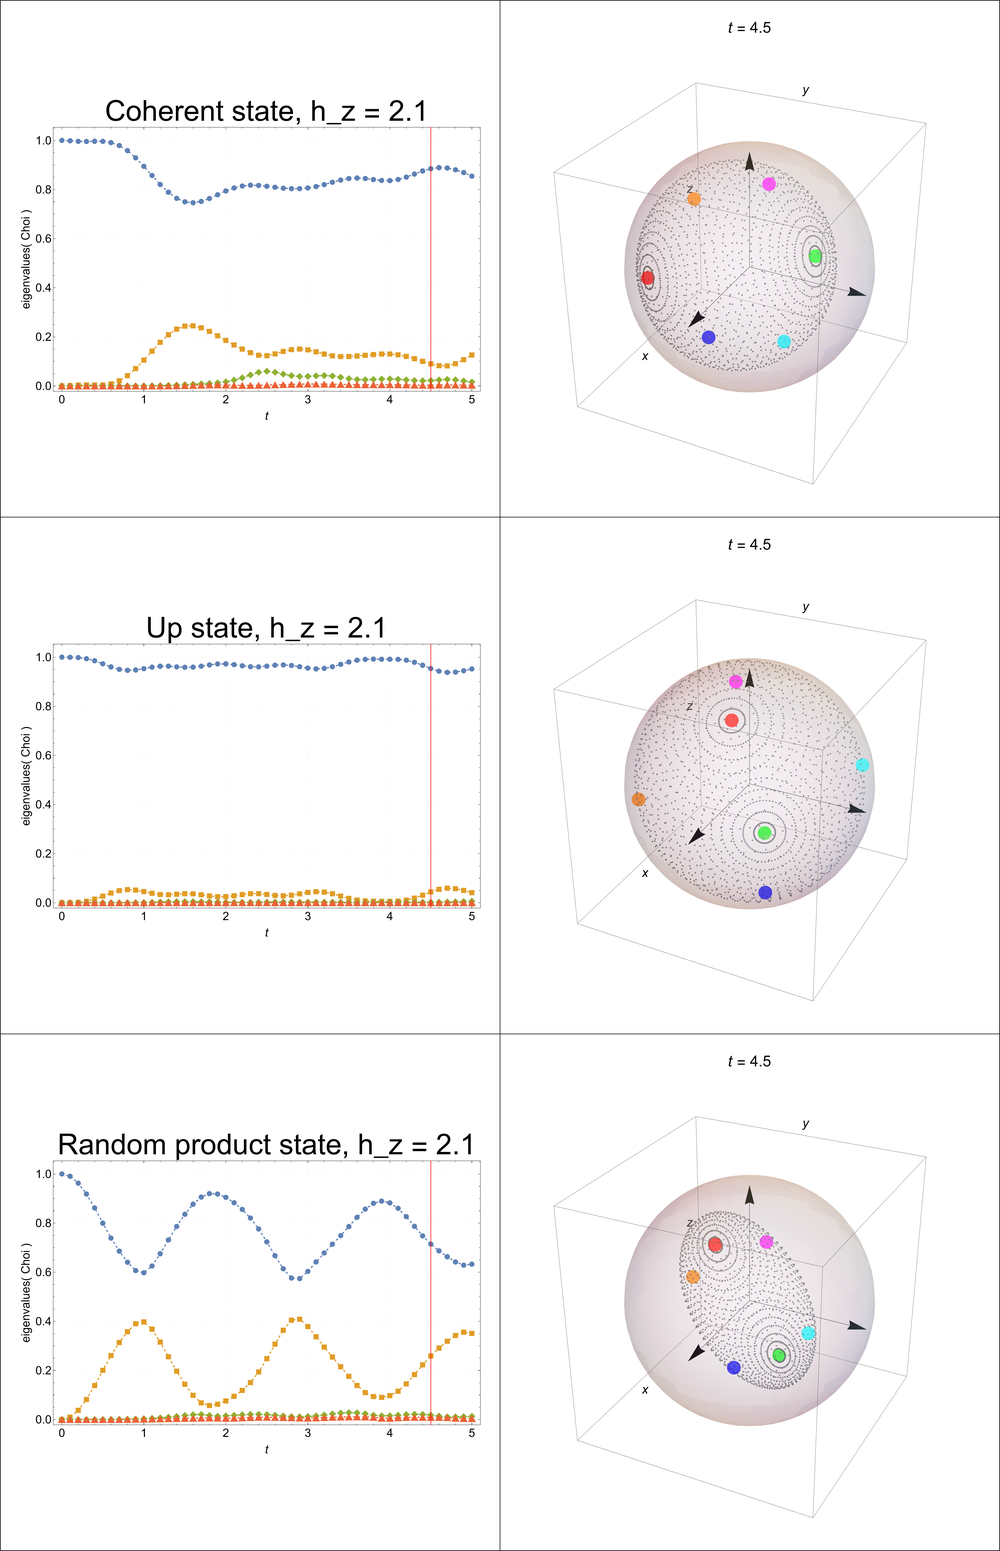 t = 4.5
Coherent state, h_z = 2.1
1.0
0.8
0.6
0.4
0.2
0.0
eigenvalues( Choi )
0 1 2 3 4 5
t
y
z
x
t = 4.5
Up state, h_z = 2.1
1.0
0.8
0.6
0.4
0.2
0.0
eigenvalues( Choi )
0 1 2 3 4 5
t
y
z
x
t = 4.5
Random product state, h_z = 2.1
1.0
0.8
0.6
0.4
0.2
0.0
eigenvalues( Choi )
0 1 2 3 4 5
t
y
z
x